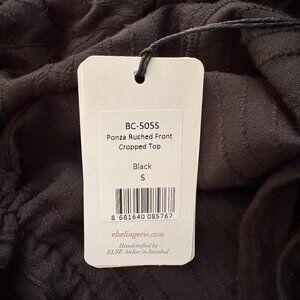 BC-505S
Ponza Ruched Front
Cropped Top
Black
S
8 681640 085767
elselingerie.com
Handcrafted by
ELSE Atelier in Istanbul